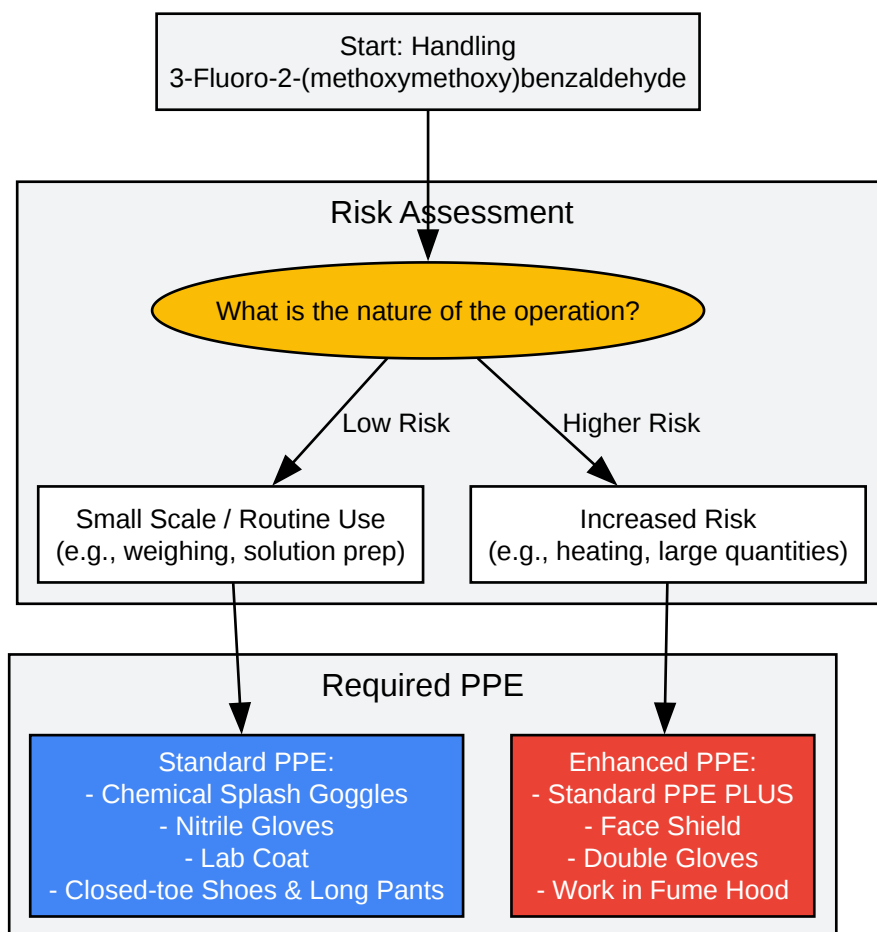 Start: Handling
3-Fluoro-2-(methoxymethoxy)benzaldehyde
Risk Assessment
What is the nature of the operation?
Low Risk
Higher Risk
Small Scale / Routine Use
(e.g., weighing, solution prep)
Increased Risk
(e.g., heating, large quantities)
Required PPE
Standard PPE:
- Chemical Splash Goggles
- Nitrile Gloves
- Lab Coat
- Closed-toe Shoes & Long Pants
Enhanced PPE:
- Standard PPE PLUS
- Face Shield
- Double Gloves
- Work in Fume Hood